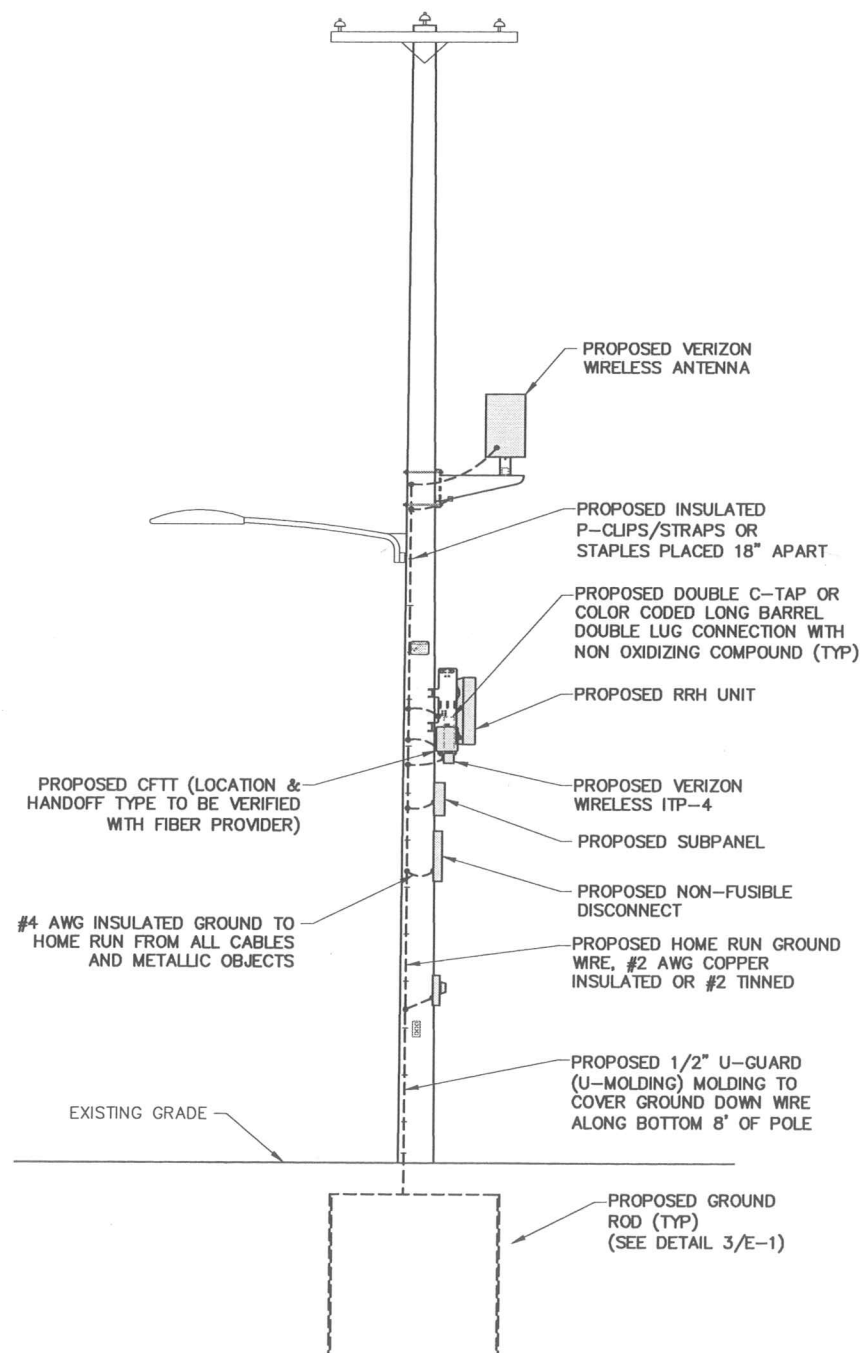 PROPOSED VERIZON
WIRELESS ANTENNA
PROPOSED INSULATED
P-CLIPS/STRAPS OR
STAPLES PLACED 18" APART
PROPOSED DOUBLE C-TAP OR
COLOR CODED LONG BARREL
DOUBLE LUG CONNECTION WITH
NON OXIDIZING COMPOUND (TYP)
PROPOSED RRH UNIT
PROPOSED CFTT (LOCATION &
HANDOFF TYPE TO BE VERIFIED
WITH FIBER PROVIDER)
PROPOSED VERIZON
WIRELESS ITP-4
PROPOSED SUBPANEL
PROPOSED NON-FUSIBLE
DISCONNECT
#4 AWG INSULATED GROUND TO
HOME RUN FROM ALL CABLES
AND METALLIC OBJECTS
PROPOSED HOME RUN GROUND
WIRE, #2 AWG COPPER
INSULATED OR #2 TINNED
PROPOSED 1/2" U-GUARD
(U-MOLDING) MOLDING TO
COVER GROUND DOWN WIRE
ALONG BOTTOM 8' OF POLE
EXISTING GRADE
PROPOSED GROUND
ROD (TYP)
(SEE DETAIL 3/E-1)